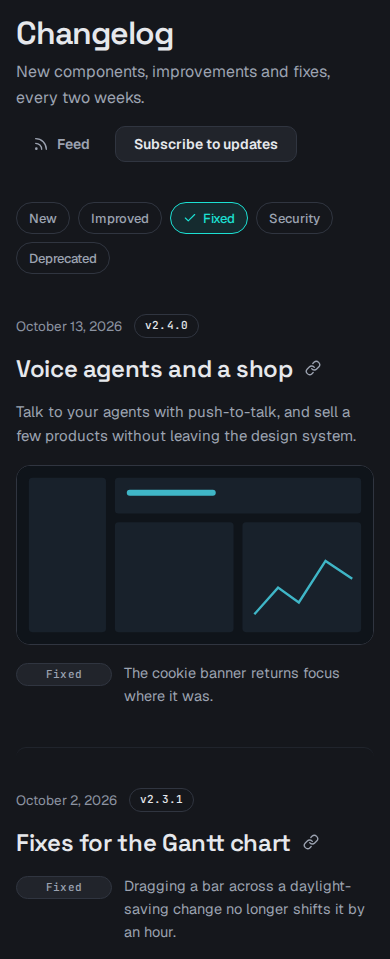 Changelog
New components, improvements and fixes,
every two weeks.
Feed
Subscribe to updates
New
Improved
Fixed
Security
Deprecated
October 13, 2026
v2.4.0
Voice agents and a shop
Talk to your agents with push-to-talk, and sell a
few products without leaving the design system.
Fixed
The cookie banner returns focus
where it was.
October 2, 2026
v2.3.1
Fixes for the Gantt chart
Fixed
Dragging a bar across a daylight-
saving change no longer shifts it by
an hour.